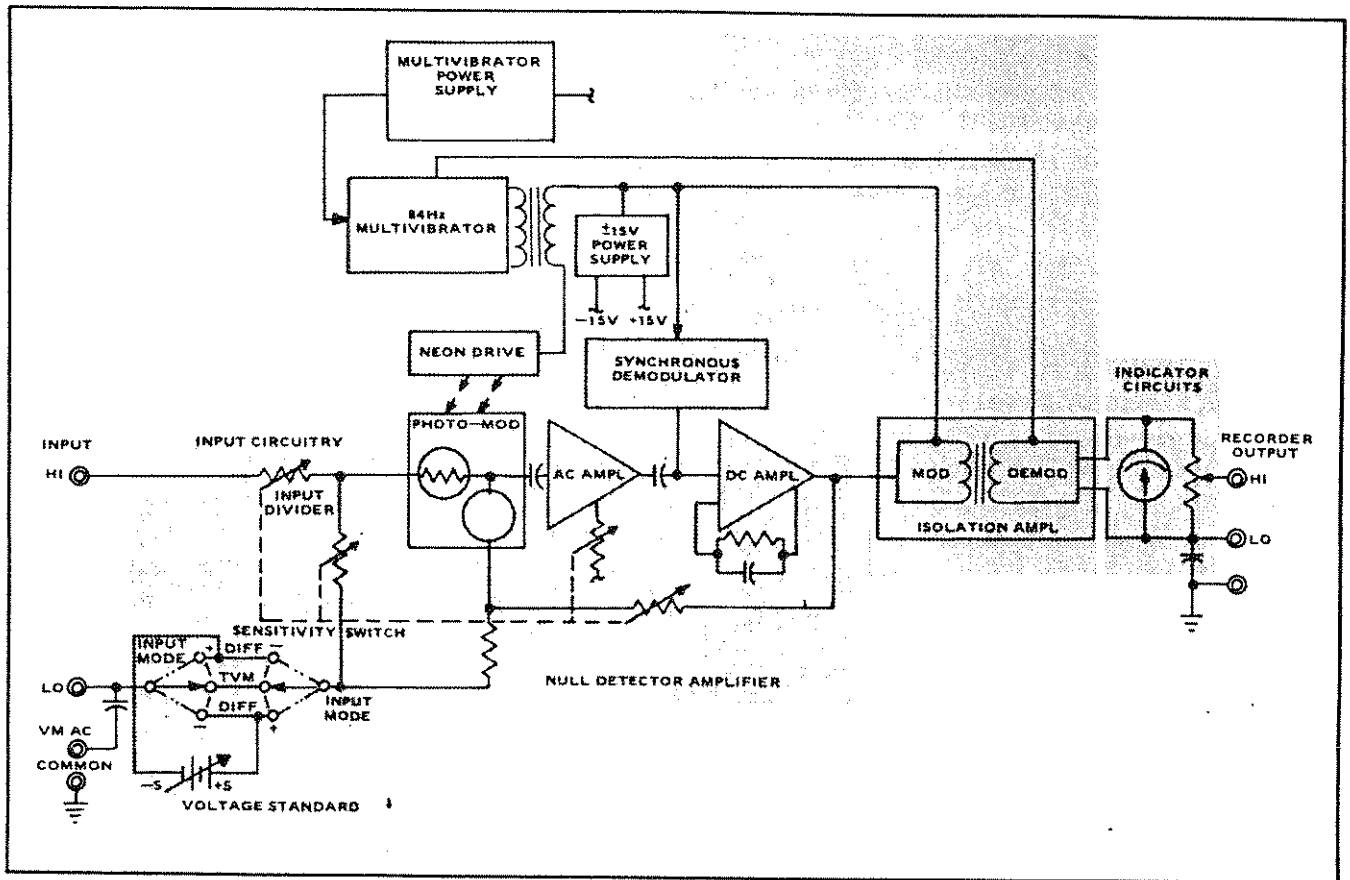 MULTIVIBRATOR
POWER
SUPPLY
84Hz
MULTIVIBRATOR
±15V
POWER
SUPPLY
−15V +15V
NEON DRIVE
SYNCHRONOUS
DEMODULATOR
INDICATOR
CIRCUITS
INPUT
INPUT CIRCUITRY
PHOTO-MOD
RECORDER
OUTPUT
HI
INPUT
DIVIDER
AC AMPL
DC AMPL
MOD
DEMOD
HI
ISOLATION AMPL
LO
SENSITIVITY SWITCH
INPUT
MODE
+ DIFF −
LO
TVM
NULL DETECTOR AMPLIFIER
DIFF
− +
INPUT
MODE
VM AC
COMMON
−S +S
VOLTAGE STANDARD